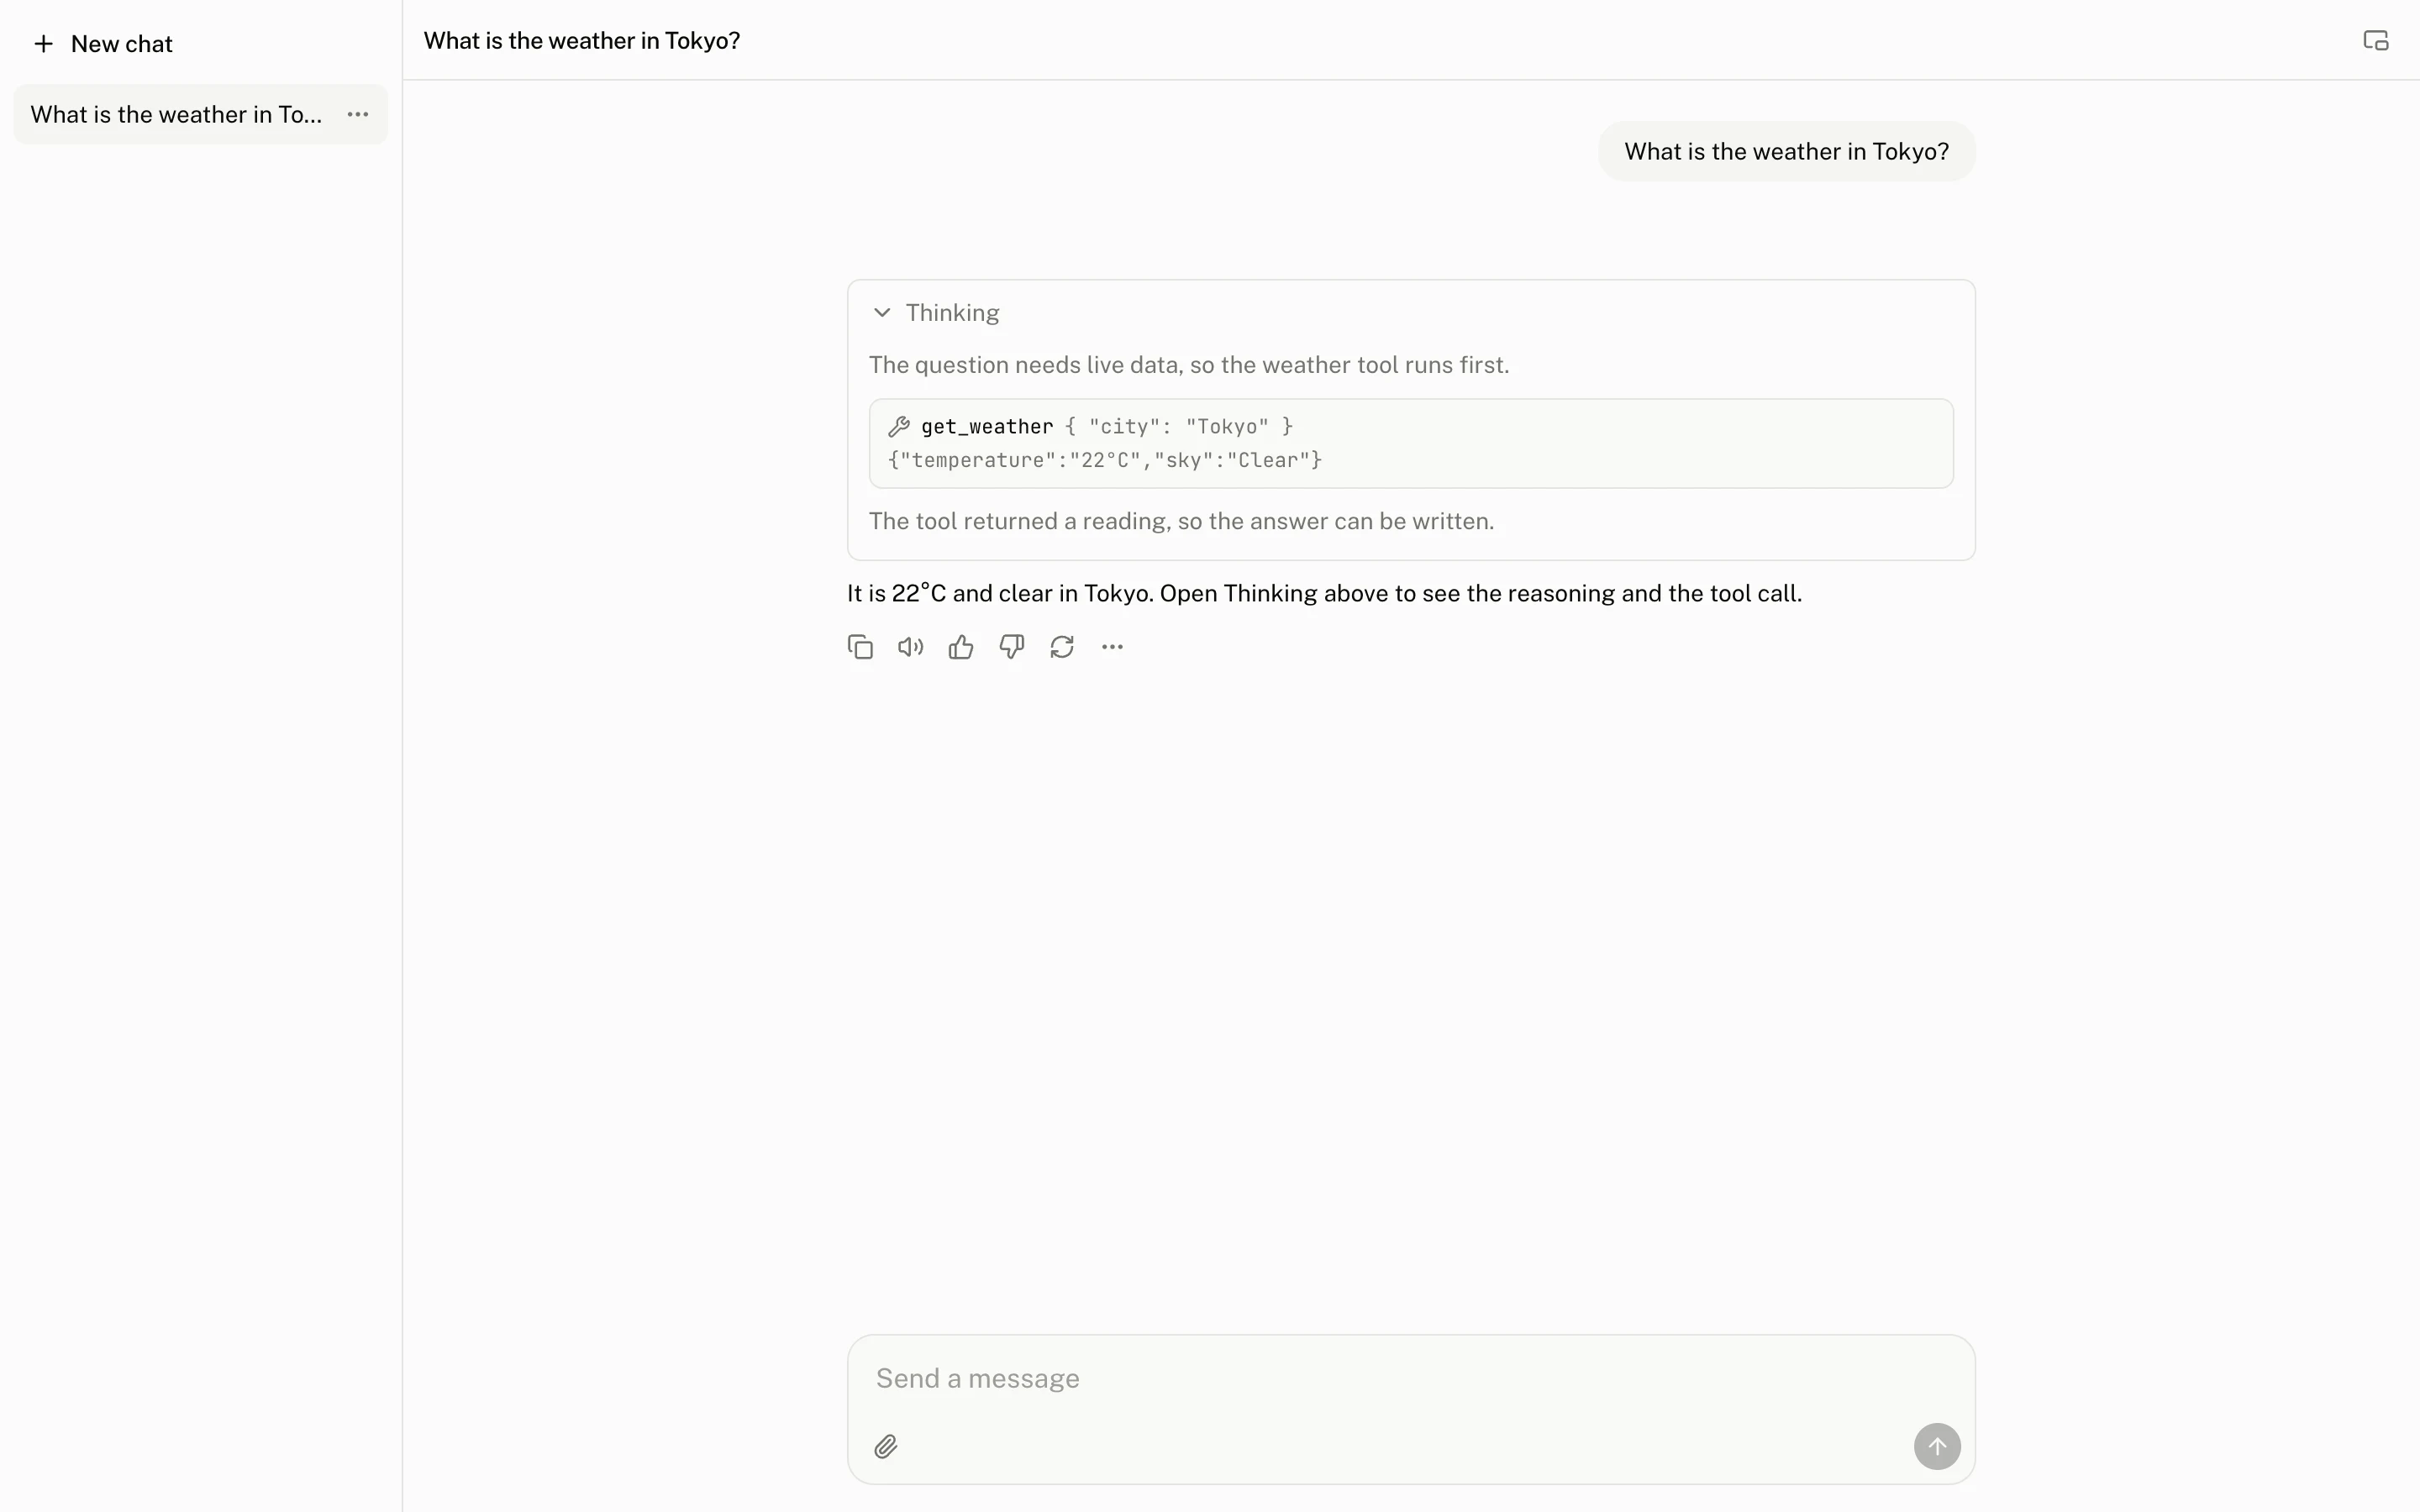 New chat
What is the weather in To...
What is the weather in Tokyo?
What is the weather in Tokyo?
Thinking
The question needs live data, so the weather tool runs first.
get_weather { "city": "Tokyo" }
{"temperature":"22°C","sky":"Clear"}
The tool returned a reading, so the answer can be written.
It is 22°C and clear in Tokyo. Open Thinking above to see the reasoning and the tool call.
Send a message